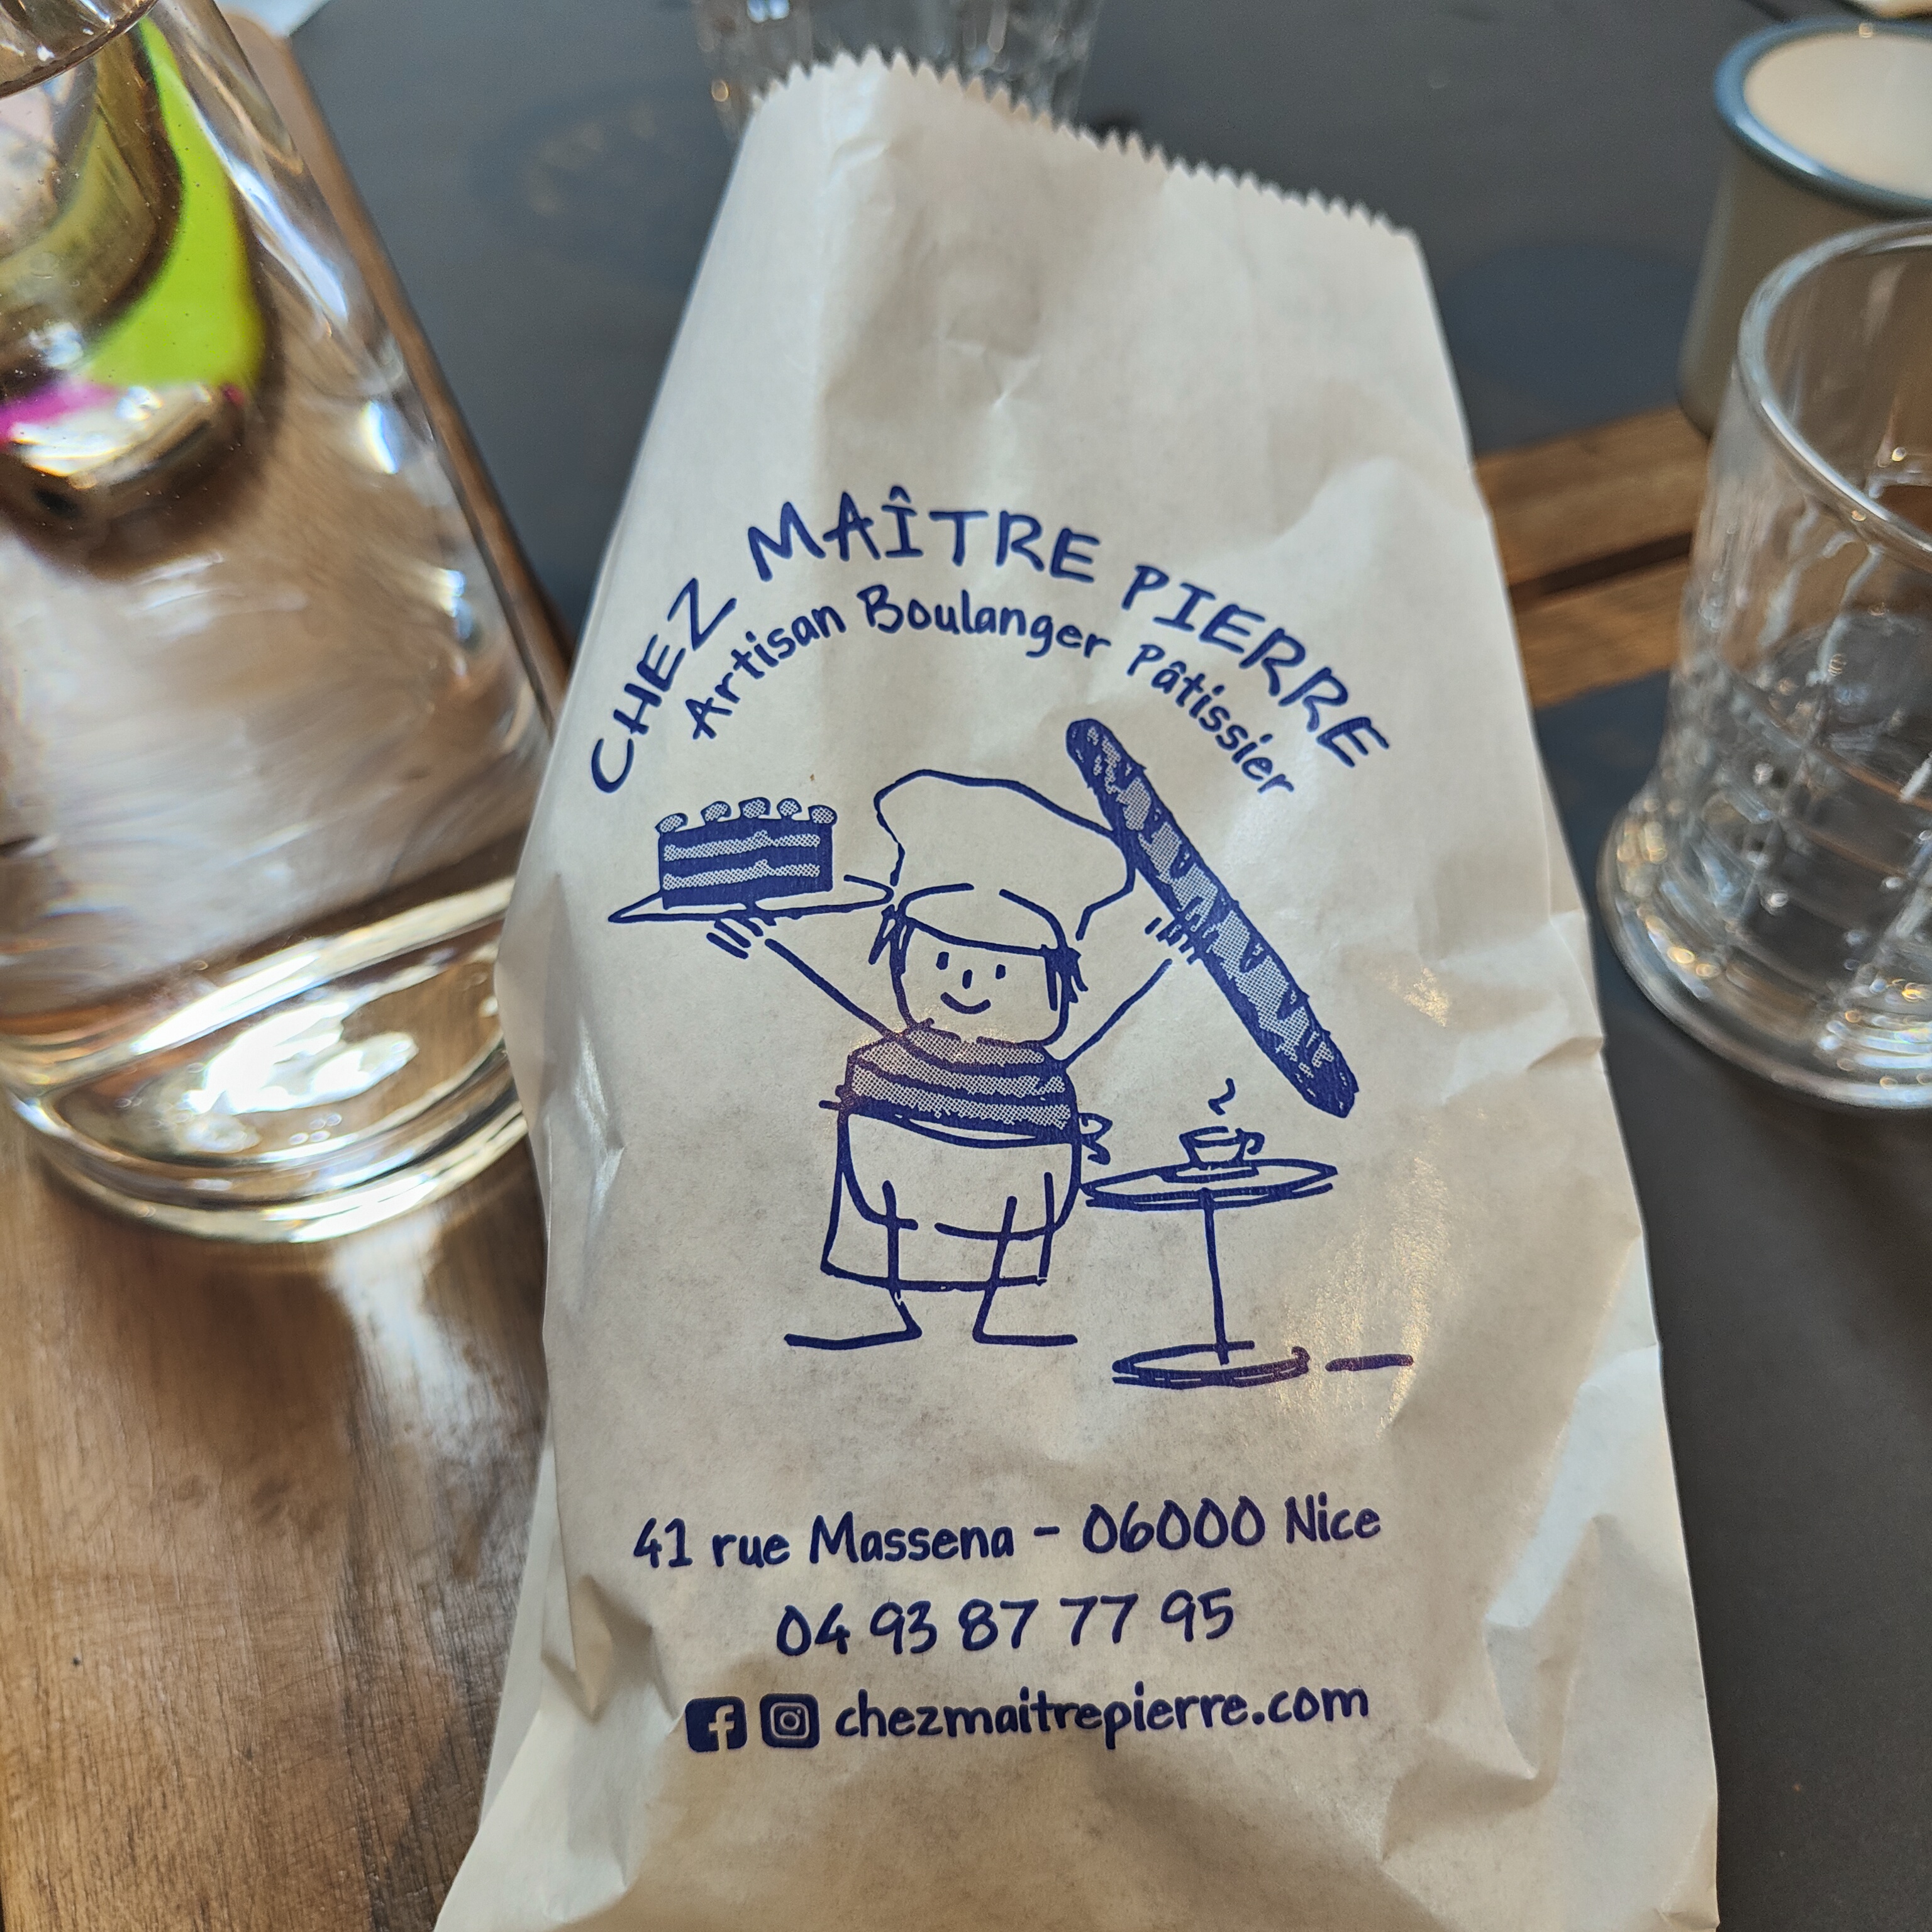 CHEZ MAÎTRE PIERRE
Artisan Boulanger Pâtissier
41 rue Massena - 06000 Nice
04 93 87 77 95
chezmaitrepierre.com